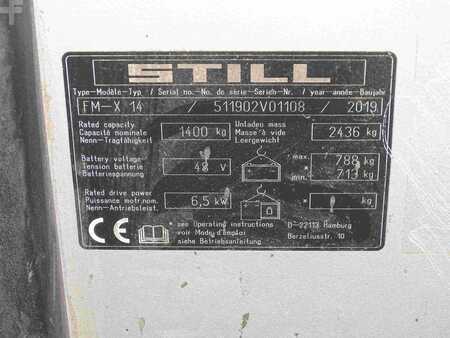 STILL
Type-Modèle-Typ / Serial no.-No. de série-Serien-Nr. / year-année-Baujahr
FM-X 14 / 511902V01108 / 2019
Rated capacity
Capacité nominale
Nenn-Tragfähigkeit
1400 kg
Unladen mass
Masse à vide
Leergewicht
2436 kg
Battery voltage
Tension batterie
Batteriespannung
48 V
* max. 788 kg
* min. 713 kg
Rated drive power
Puissance motr.nom.
Nenn-Antriebsleist.
6,5 kW
* kg
CE
* see Operating instructions
voir Mode d'emploi
siehe Betriebsanleitung
D-22113 Hamburg
Berzeliusstr. 10